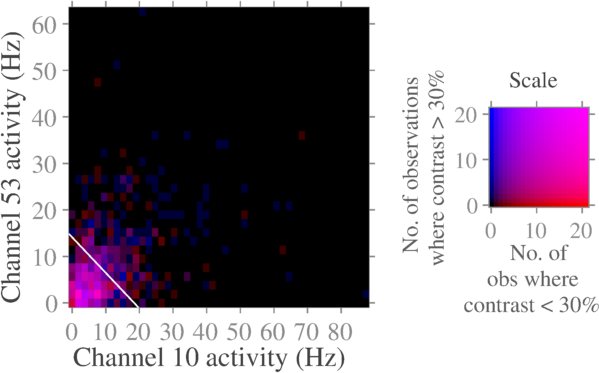 Channel 53 activity (Hz)
60
50
40
30
20
10
0
0 10 20 30 40 50 60 70 80
Channel 10 activity (Hz)
Scale
No. of observations
where contrast > 30%
20
10
0
0 10 20
No. of
obs where
contrast < 30%